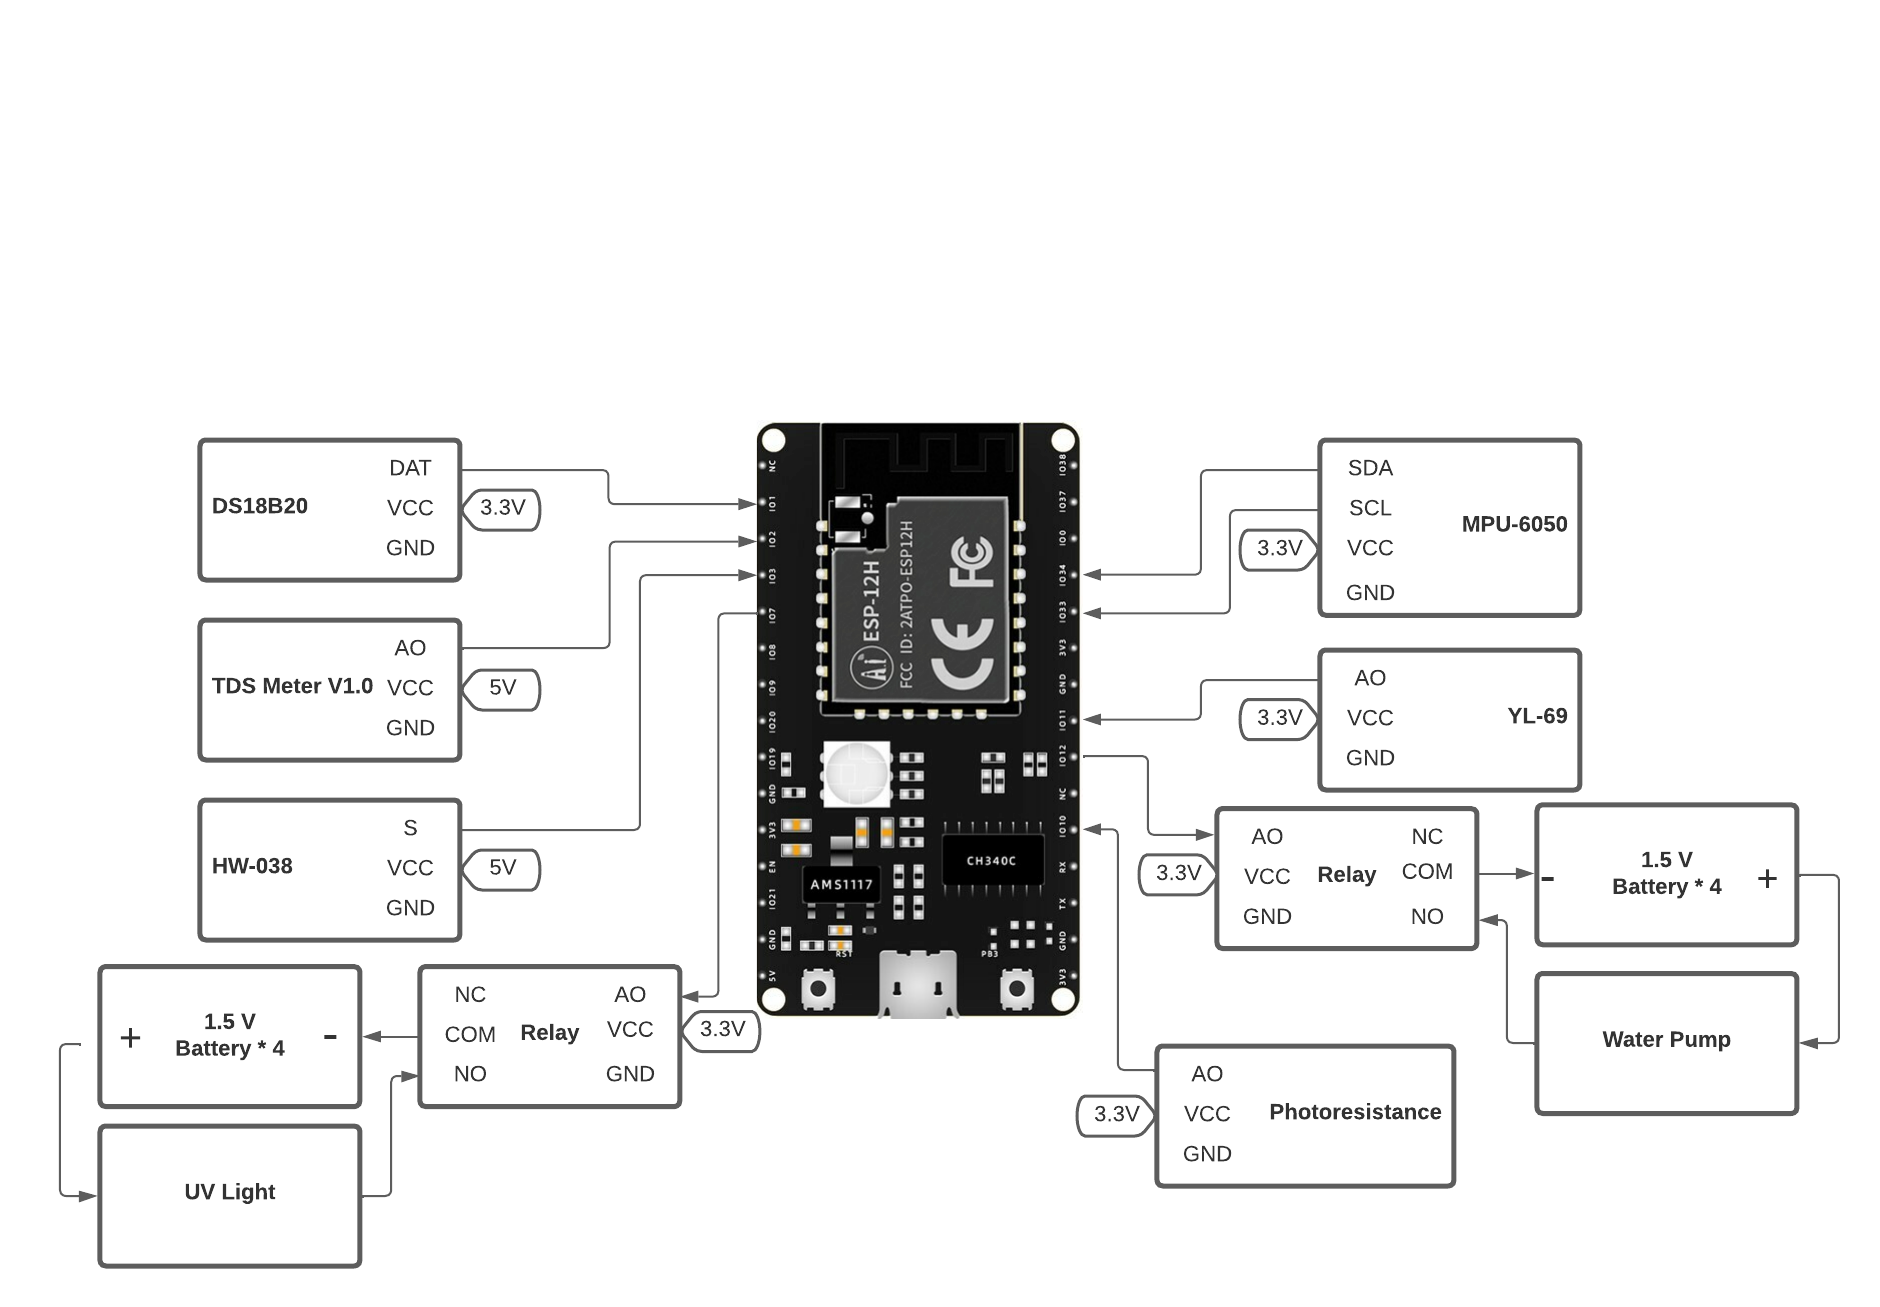 DS18B20
DAT
VCC
GND
3.3V
TDS Meter V1.0
AO
VCC
GND
5V
HW-038
S
VCC
GND
5V
1.5 V
Battery * 4
+
-
UV Light
NC
COM
NO
Relay
AO
VCC
GND
3.3V
NC
IO1
IO2
IO3
IO7
IO8
IO9
IO20
IO19
GND
3V3
EN
IO21
GND
5V
Ai
ESP-12H
FCC ID: 2ATPO-ESP12H
CE
FC
AMS1117
CH340C
RST
PB3
IO38
IO37
IO0
IO34
IO33
3V3
GND
IO11
IO12
NC
IO10
RX
TX
GND
3V3
SDA
SCL
VCC
GND
3.3V
MPU-6050
AO
VCC
GND
3.3V
YL-69
AO
VCC
GND
3.3V
Relay
NC
COM
NO
-
1.5 V
Battery * 4
+
Water Pump
AO
VCC
GND
3.3V
Photoresistance